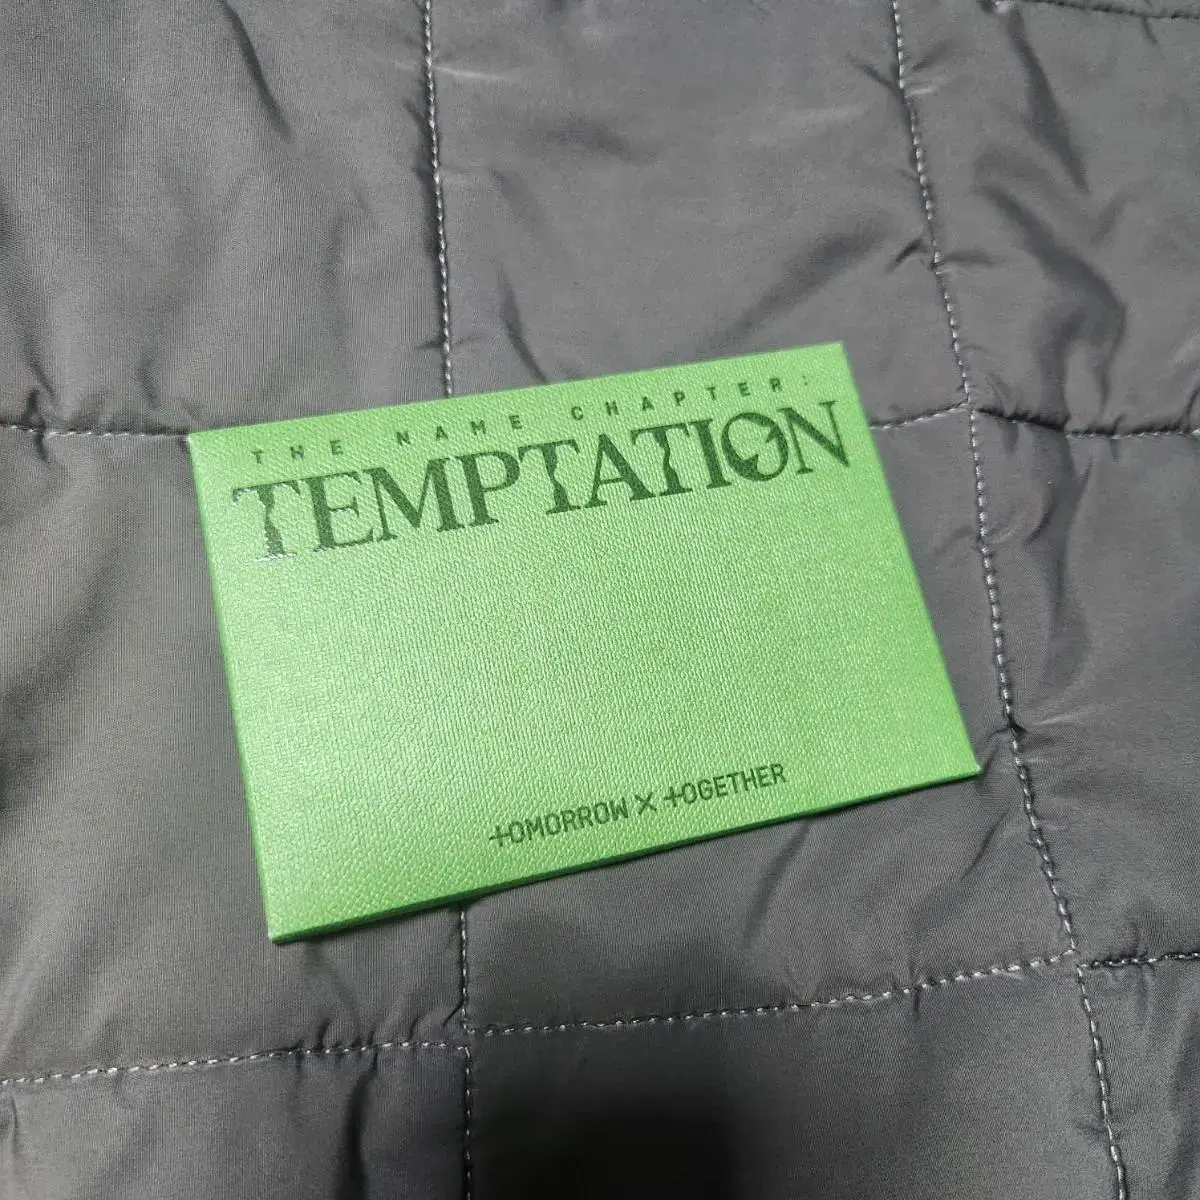 THE NAME CHAPTER:
TEMPTATION
TOMORROW X TOGETHER